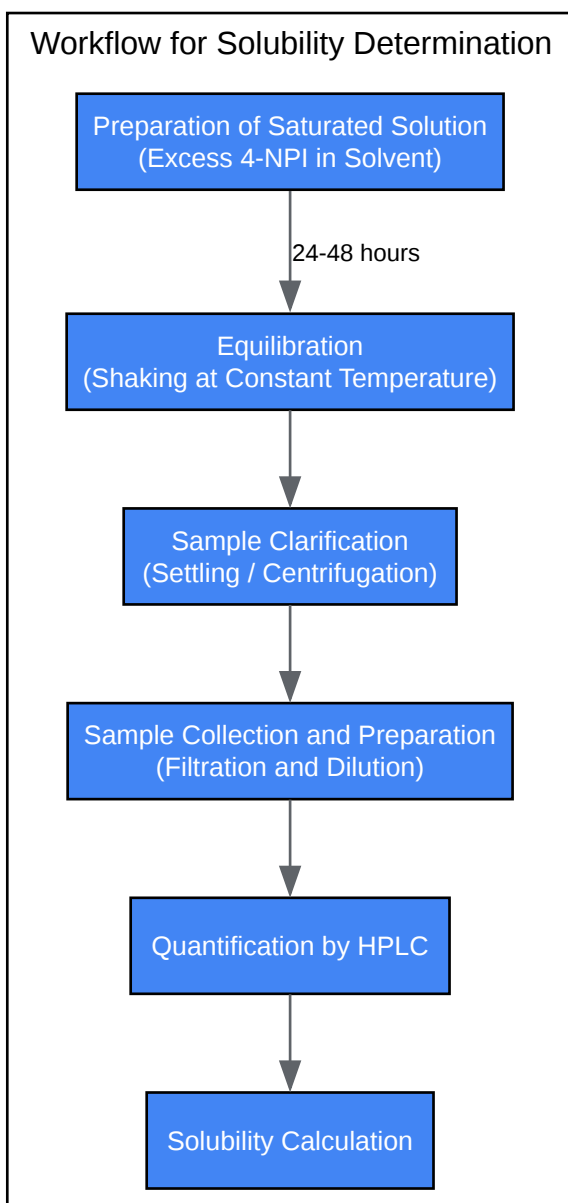 Workflow for Solubility Determination
Preparation of Saturated Solution
(Excess 4-NPI in Solvent)
24-48 hours
Equilibration
(Shaking at Constant Temperature)
Sample Clarification
(Settling / Centrifugation)
Sample Collection and Preparation
(Filtration and Dilution)
Quantification by HPLC
Solubility Calculation